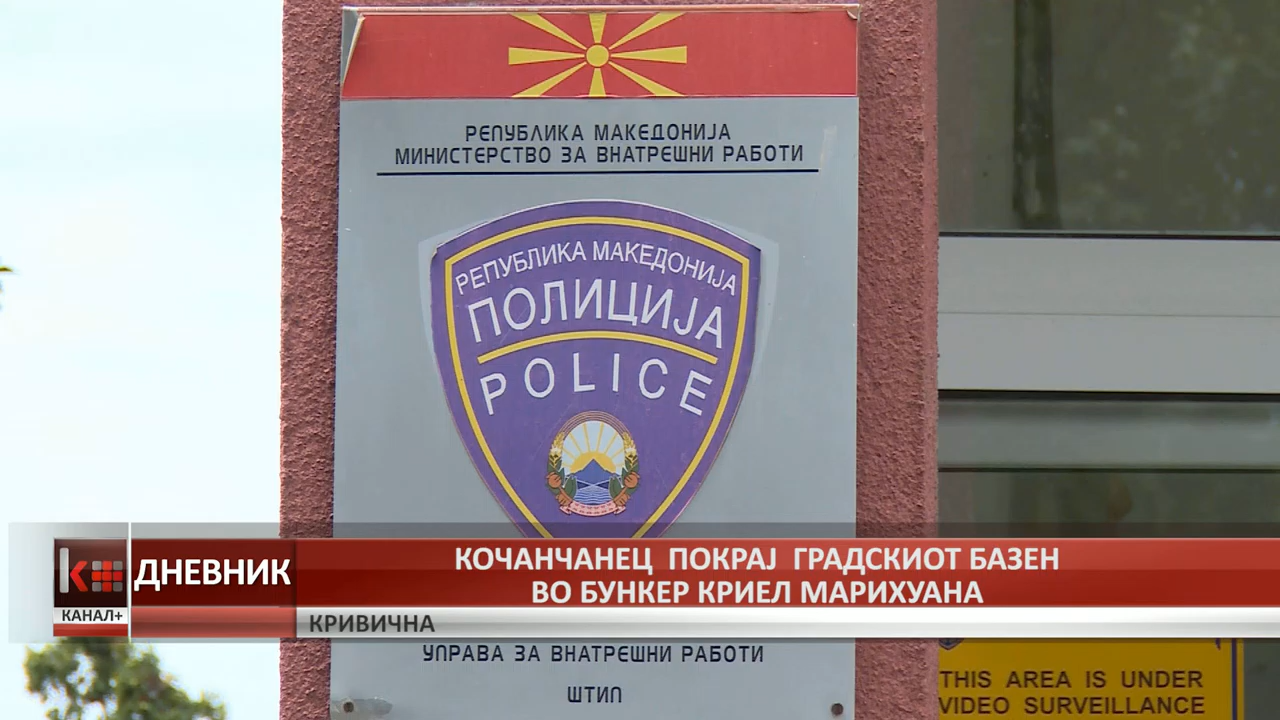 РЕПУБЛИКА МАКЕДОНИЈА
МИНИСТЕРСТВО ЗА ВНАТРЕШНИ РАБОТИ
РЕПУБЛИКА МАКЕДОНИЈА
ПОЛИЦИЈА
POLICE
КОЧАНЧАНЕЦ ПОКРАЈ ГРАДСКИОТ БАЗЕН
ВО БУНКЕР КРИЕЛ МАРИХУАНА
ДНЕВНИК
К
КАНАЛ+
КРИВИЧНА
УПРАВА ЗА ВНАТРЕШНИ РАБОТИ
ШТИП
THIS AREA IS UNDER
VIDEO SURVEILLANCE